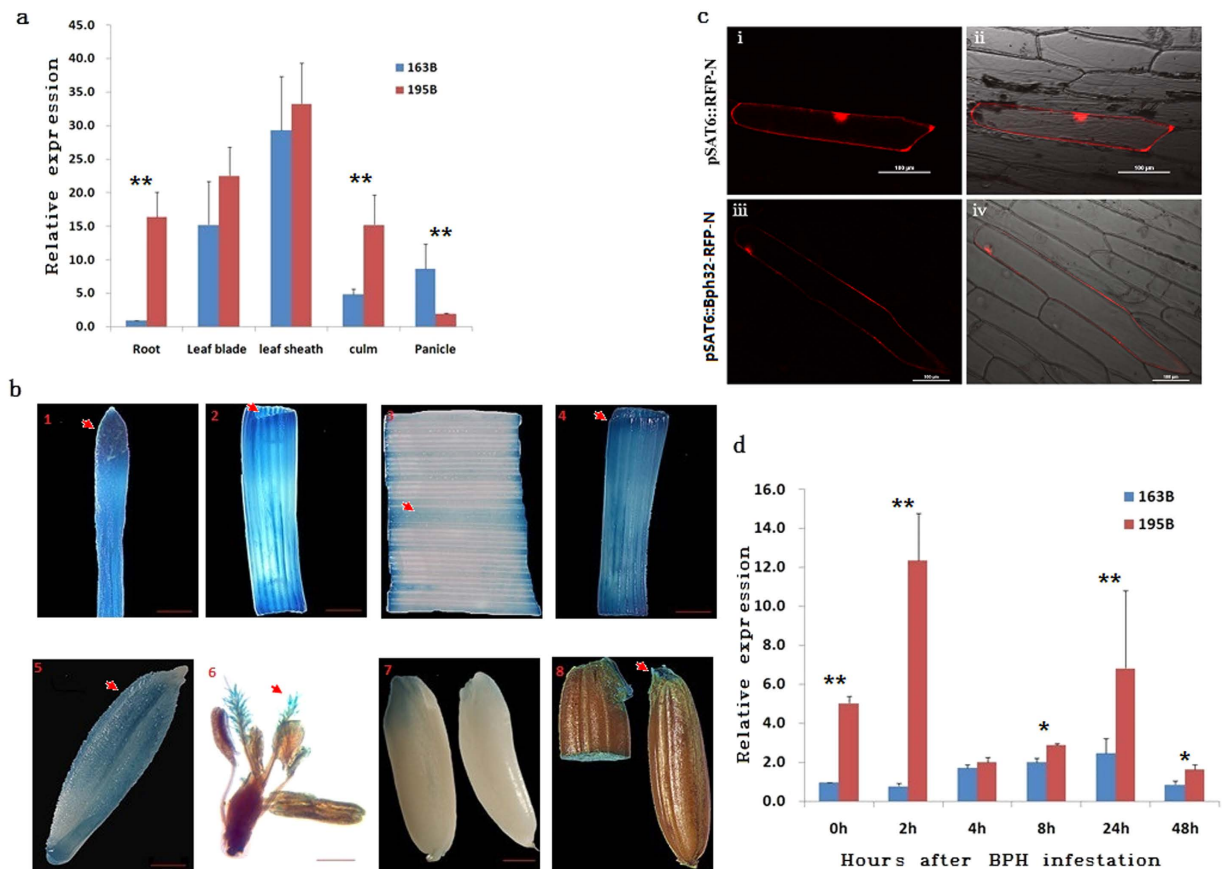 a
45.0
40.0
35.0
30.0
25.0
20.0
15.0
10.0
5.0
0.0
Relative expression
163B
195B
**
**
**
Root
Leaf blade
leaf sheath
culm
Panicle
b
1
2
3
4
5
6
7
8
c
pSAT6::RFP-N
i
ii
100 μm
100 μm
pSAT6::Bph32-RFP-N
iii
iv
100 μm
100 μm
d
16.0
14.0
12.0
10.0
8.0
6.0
4.0
2.0
0.0
Relative expression
163B
195B
**
**
*
**
*
0h
2h
4h
8h
24h
48h
Hours after BPH infestation